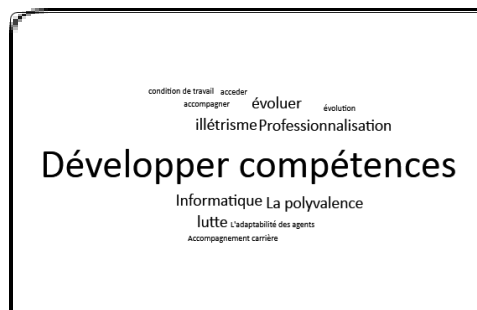 condition de travail acceder
accompagner évoluer évolution
illétrisme Professionnalisation
Développer compétences
Informatique La polyvalence
lutte L'adaptabilité des agents
Accompagnement carrière